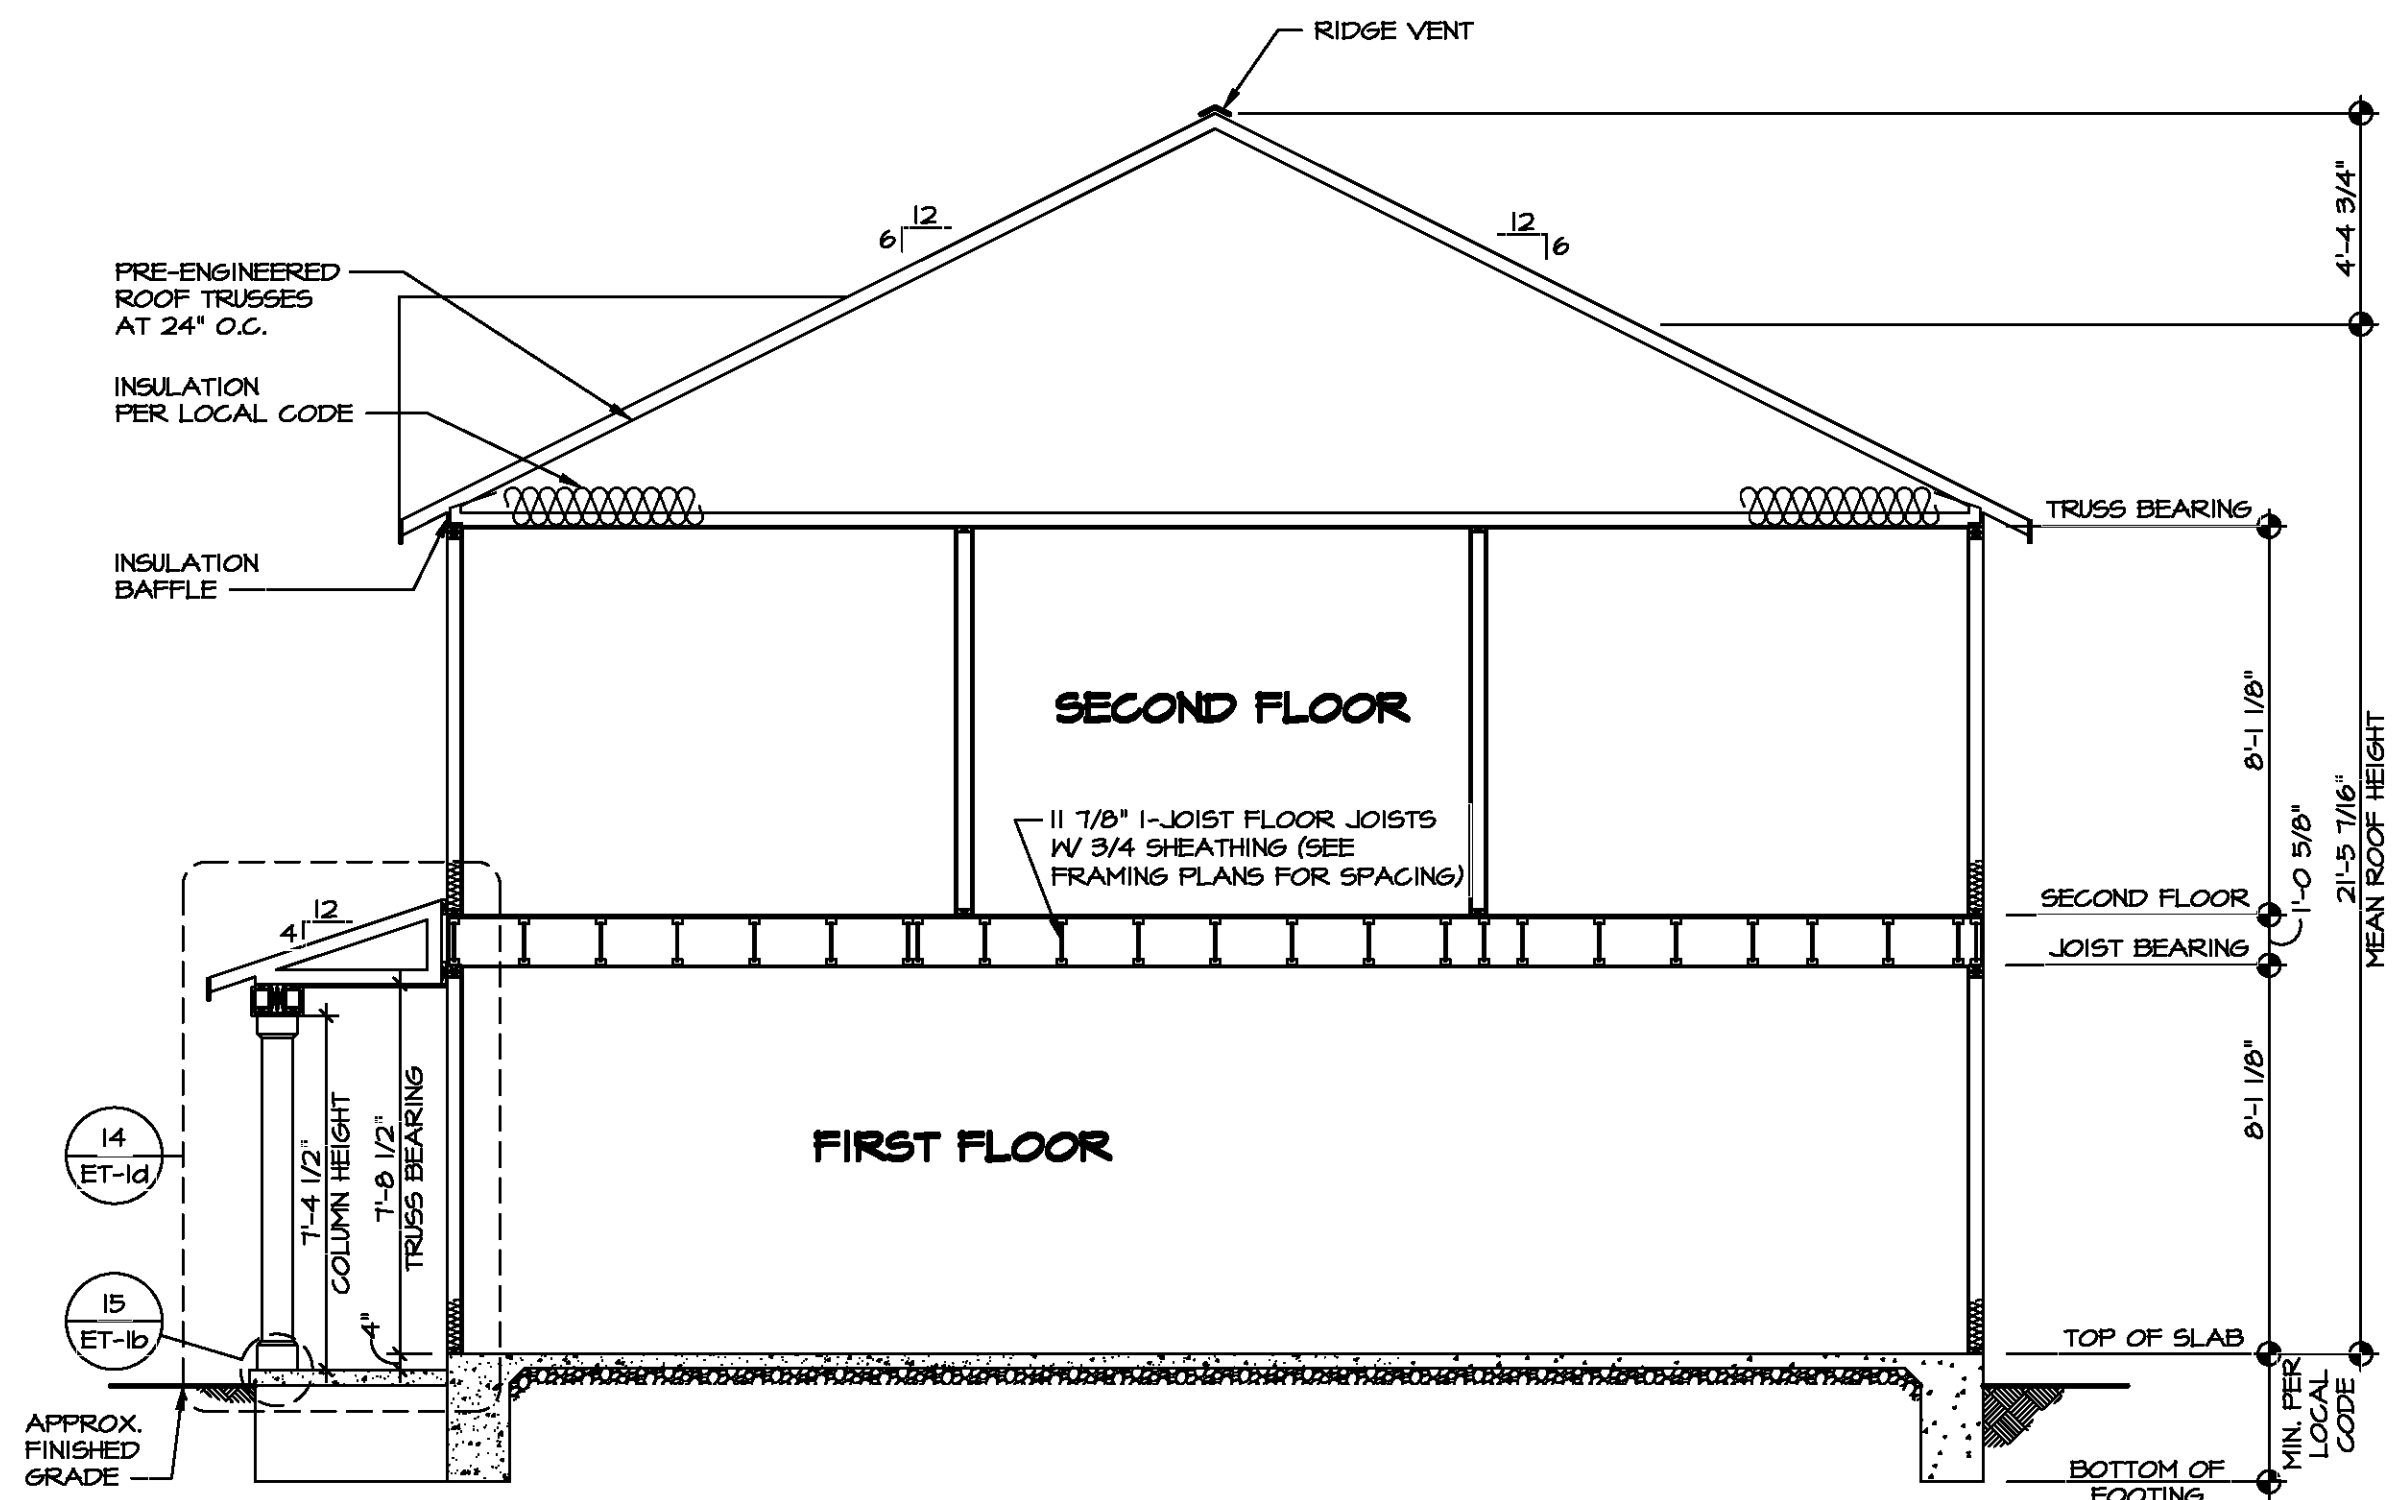 RIDGE VENT
12
6
12
6
4'-4 3/4"
PRE-ENGINEERED
ROOF TRUSSES
AT 24" O.C.
INSULATION
PER LOCAL CODE
TRUSS BEARING
INSULATION
BAFFLE
SECOND FLOOR
8'-1 1/8"
11 7/8" I-JOIST FLOOR JOISTS
W/ 3/4 SHEATHING (SEE
FRAMING PLANS FOR SPACING)
1'-0 5/8"
21'-5 7/16"
MEAN ROOF HEIGHT
12
4
SECOND FLOOR
JOIST BEARING
8'-1 1/8"
14
ET-1d
7'-4 1/2"
COLUMN HEIGHT
7'-8 1/2"
TRUSS BEARING
FIRST FLOOR
15
ET-1b
4"
TOP OF SLAB
MIN. PER
LOCAL
CODE
APPROX.
FINISHED
GRADE
BOTTOM OF
FOOTING